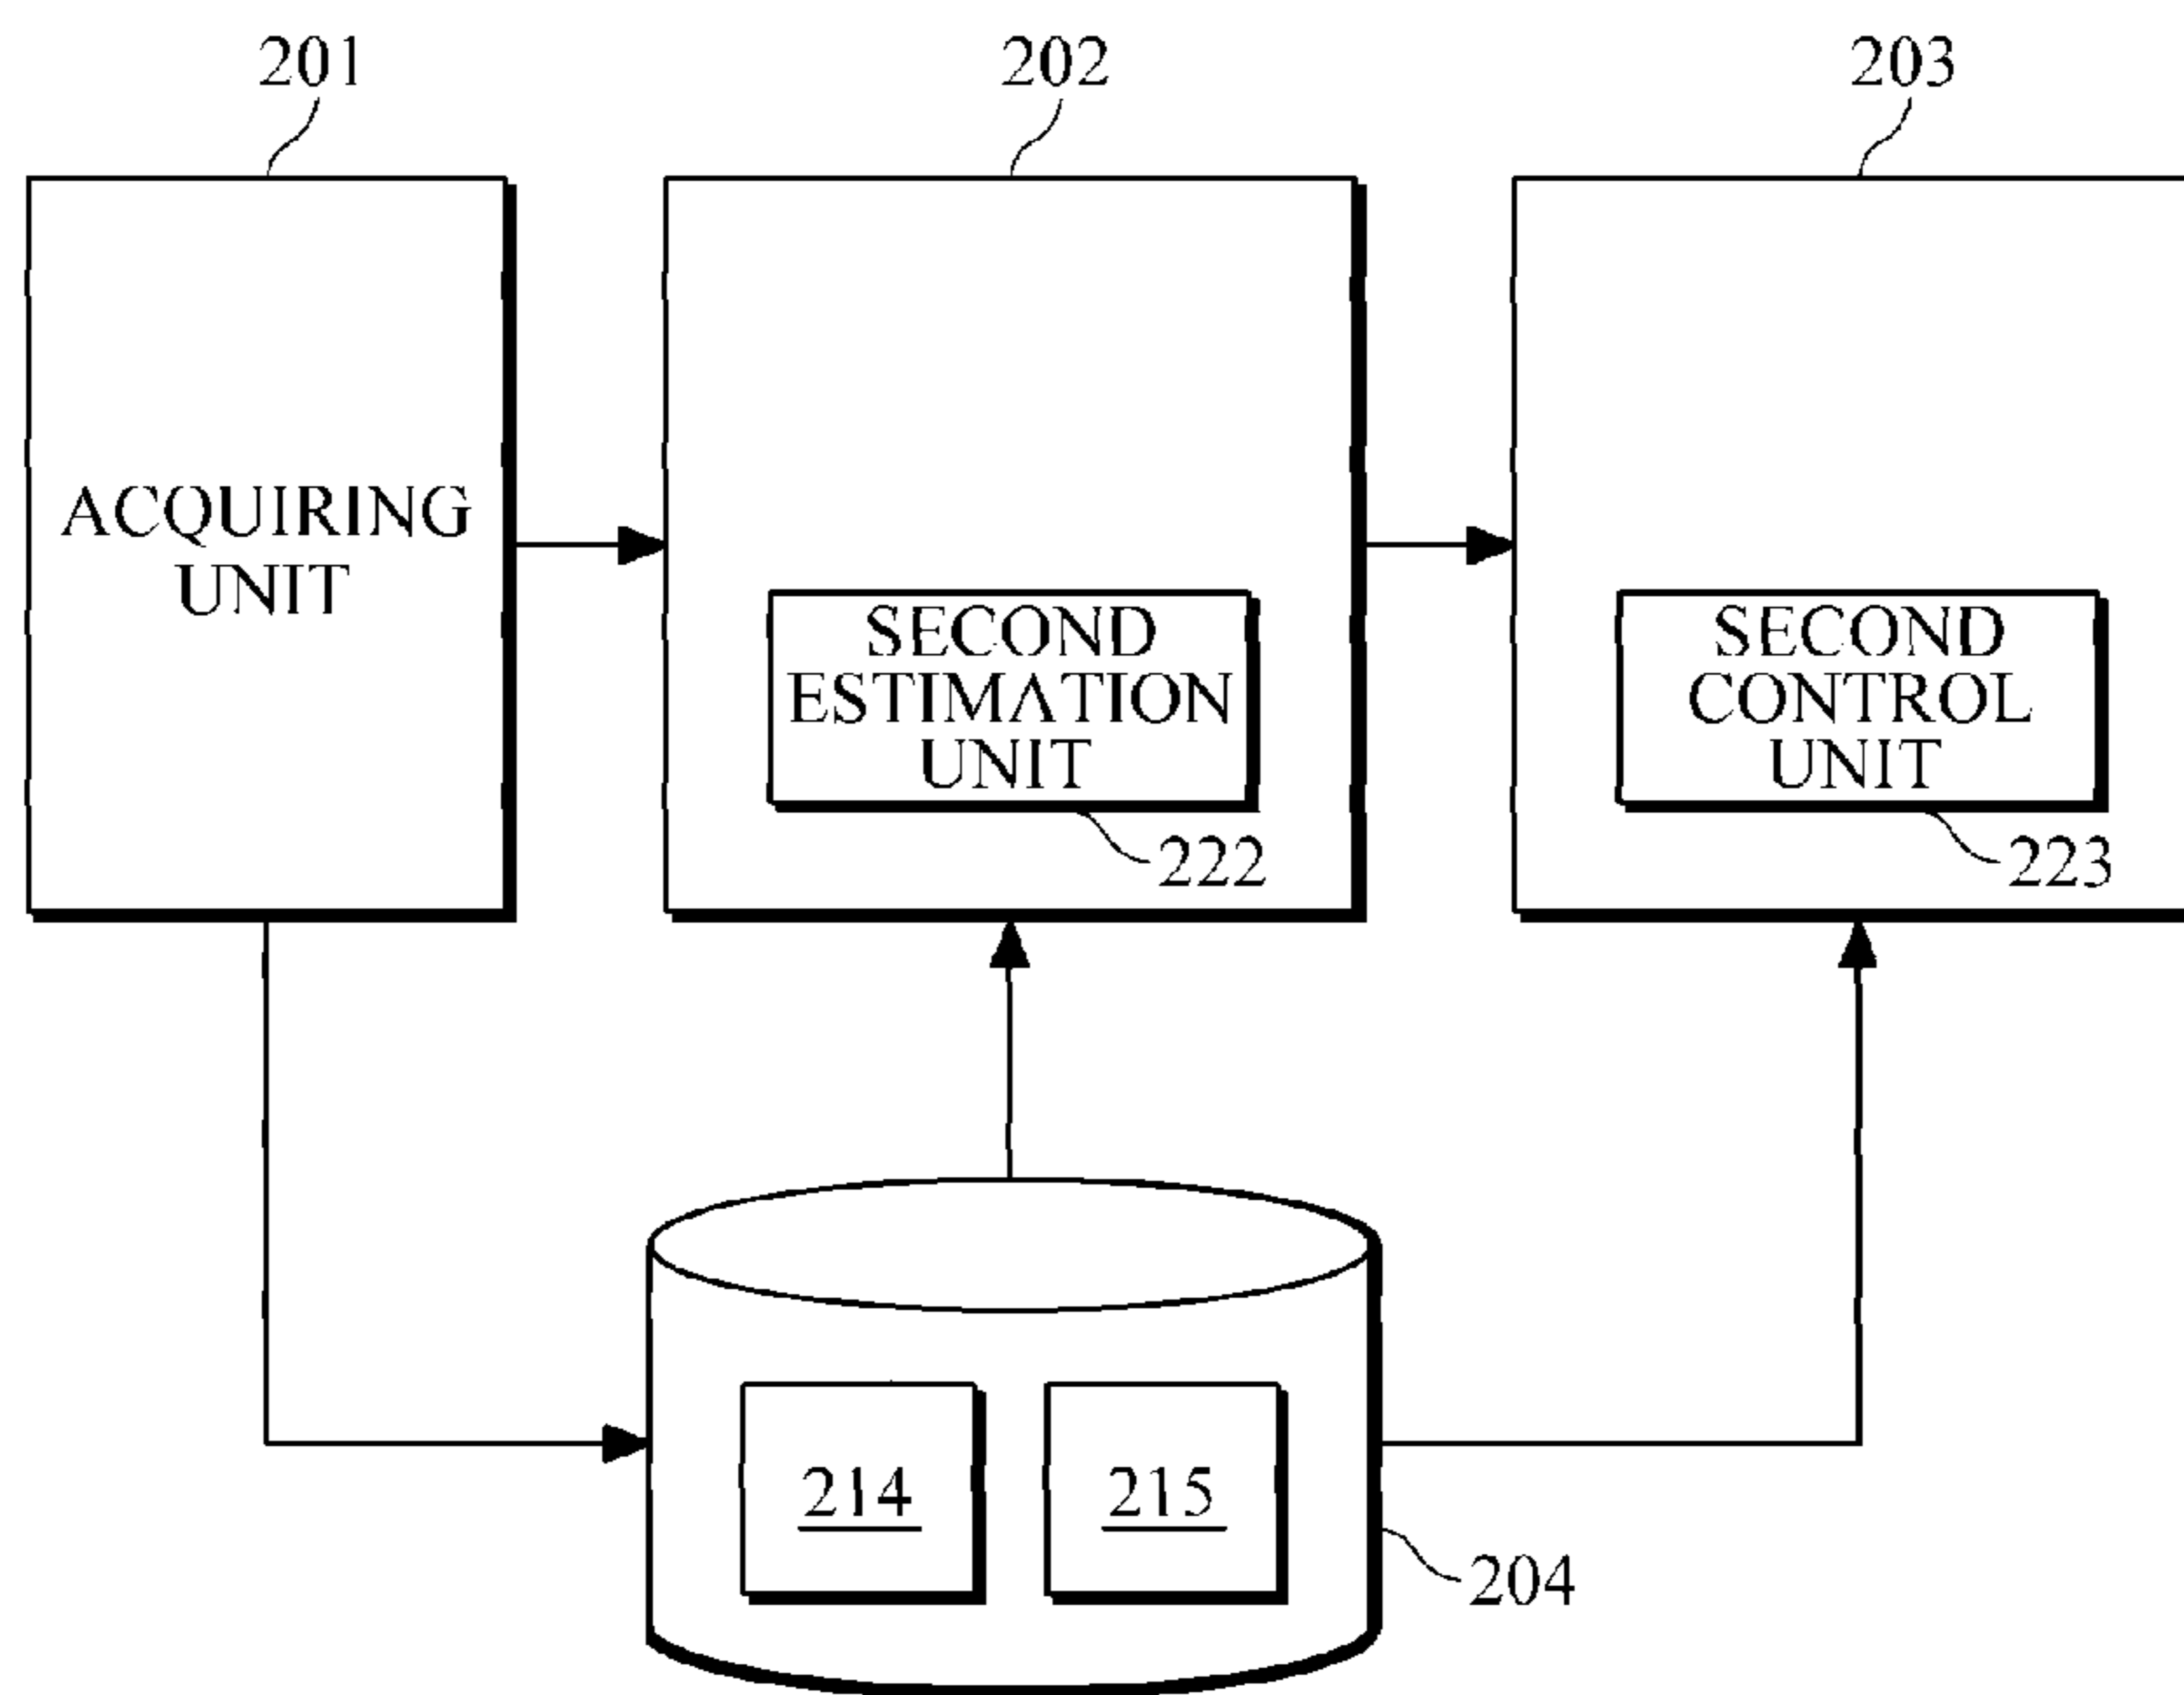 201
202
203
ACQUIRING
UNIT
SECOND
ESTIMATION
UNIT
222
SECOND
CONTROL
UNIT
223
214
215
204